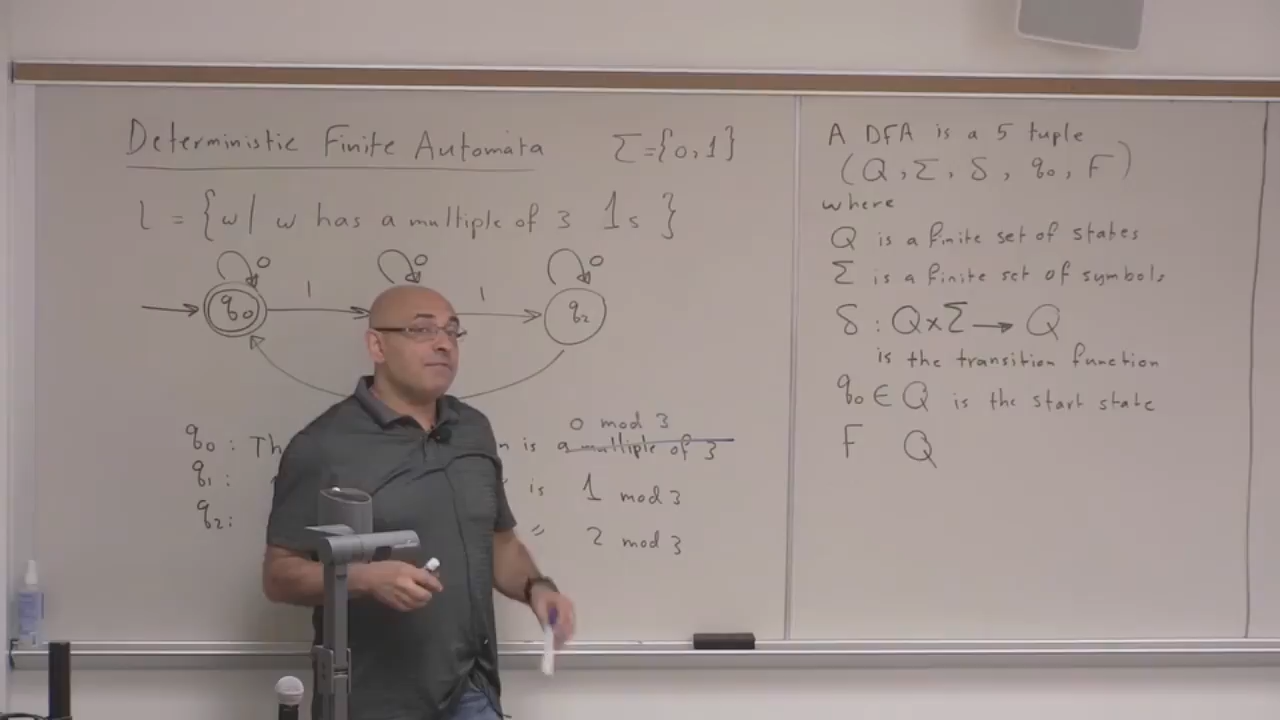 Deterministic Finite Automata Σ={0,1}
L = {w | w has a multiple of 3 1s }
0 0 0
1 1
q0 q2
0 mod 3
q0 : Th n is a multiple of 3
q1 : is 1 mod 3
q2: " 2 mod 3
A DFA is a 5 tuple
(Q, Σ, δ, q0, F)
where
Q is a finite set of states
Σ is a finite set of symbols
δ : Q×Σ → Q
is the transition function
q0 ∈ Q is the start state
F Q